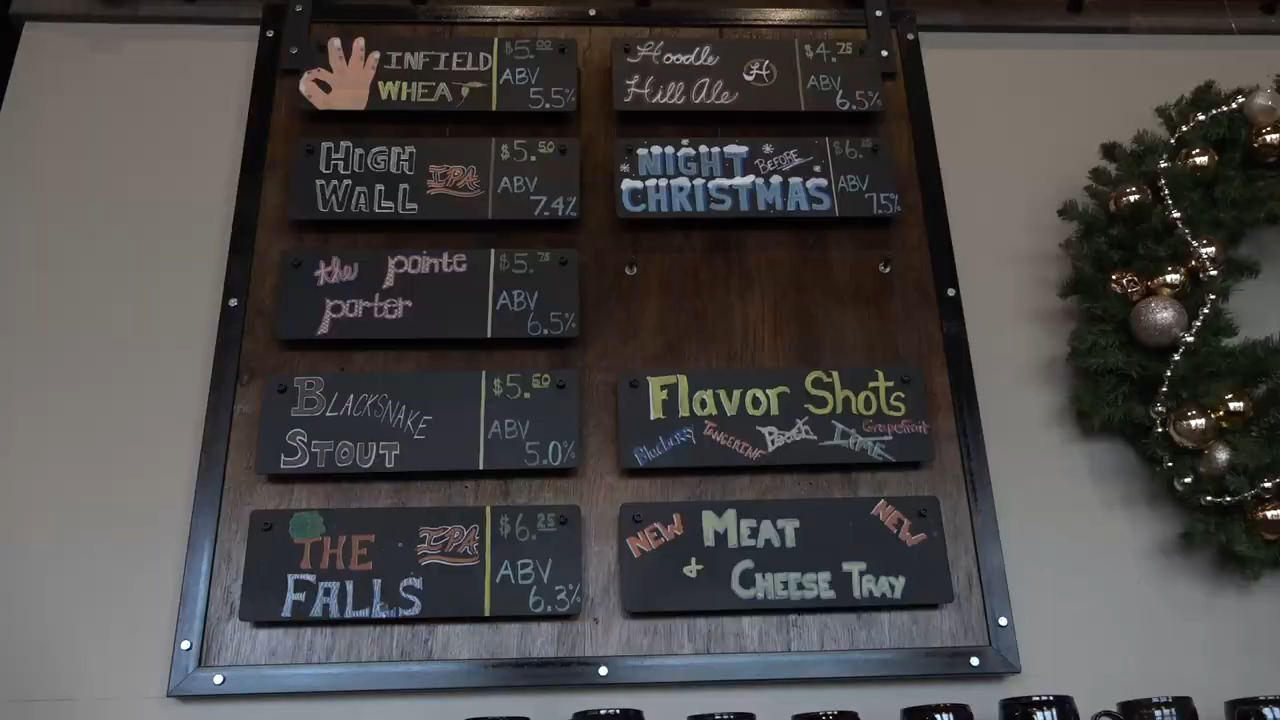 INFIELD
WHEAT
$5.00
ABV
5.5%
HIGH
WALL
IPA
$5.50
ABV
7.4%
the pointe
porter
$5.75
ABV
6.5%
BLACKSNAKE
STOUT
$5.50
ABV
5.0%
THE
FALLS
IPA
$6.25
ABV
6.3%
Hoodle
Hill Ale
H
$4.75
ABV
6.5%
NIGHT BEFORE
CHRISTMAS
ABV
7.5%
Flavor Shots
Blueberry TANGERINE Peach LIME Grapefruit
NEW MEAT NEW
+ CHEESE TRAY